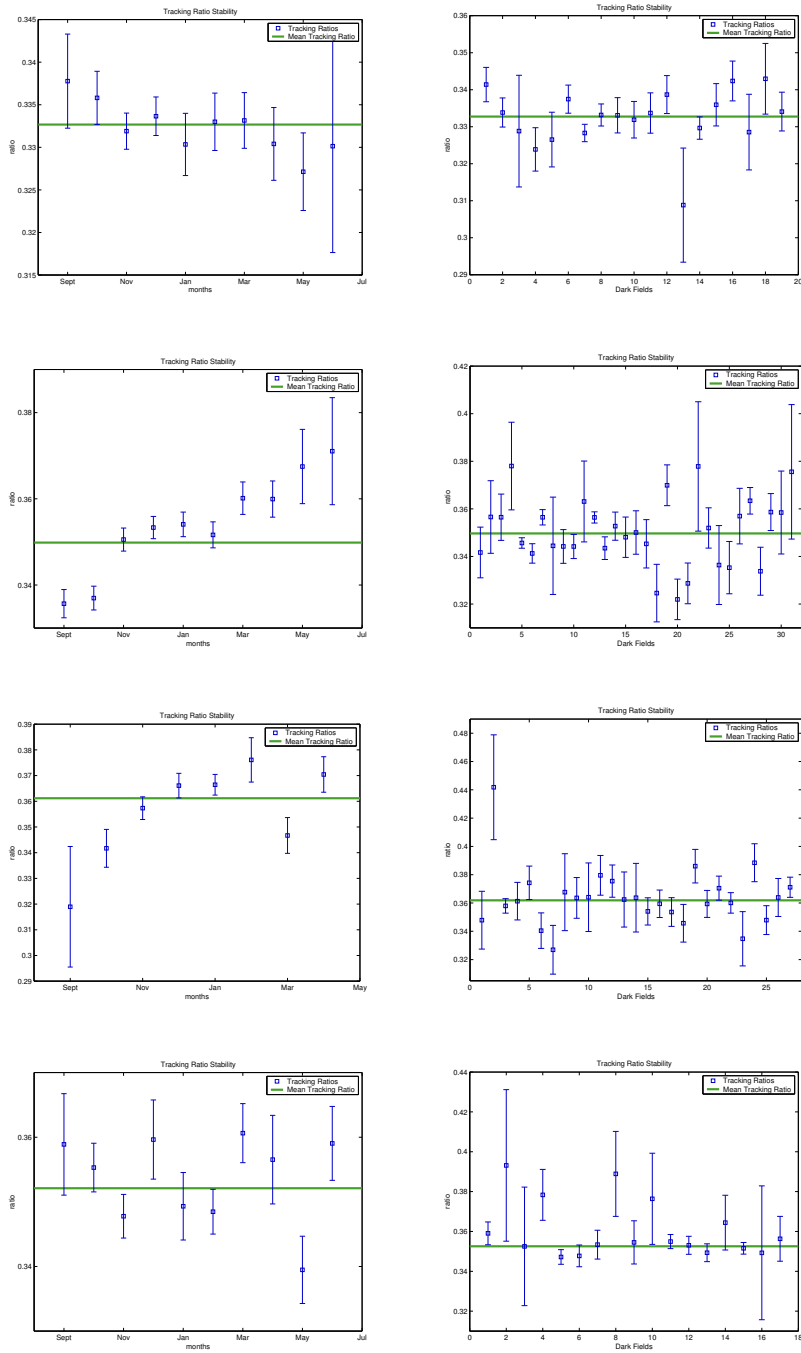 Tracking Ratio Stability
Tracking Ratios
Mean Tracking Ratio
ratio
0.345
0.34
0.335
0.33
0.325
0.32
0.315
Sept Nov Jan Mar May Jul
months
Tracking Ratio Stability
Tracking Ratios
Mean Tracking Ratio
ratio
0.36
0.35
0.34
0.33
0.32
0.31
0.3
0.29
0 2 4 6 8 10 12 14 16 18 20
Dark Fields
Tracking Ratio Stability
Tracking Ratios
Mean Tracking Ratio
ratio
0.38
0.36
0.34
Sept Nov Jan Mar May Jul
months
Tracking Ratio Stability
Tracking Ratios
Mean Tracking Ratio
ratio
0.42
0.4
0.38
0.36
0.34
0.32
0 5 10 15 20 25 30
Dark Fields
Tracking Ratio Stability
Tracking Ratios
Mean Tracking Ratio
ratio
0.39
0.38
0.37
0.36
0.35
0.34
0.33
0.32
0.31
0.3
0.29
Sept Nov Jan Mar May
months
Tracking Ratio Stability
Tracking Ratios
Mean Tracking Ratio
ratio
0.48
0.46
0.44
0.42
0.4
0.38
0.36
0.34
0.32
0 5 10 15 20 25
Dark Fields
Tracking Ratio Stability
Tracking Ratios
Mean Tracking Ratio
ratio
0.36
0.34
Sept Nov Jan Mar May Jul
months
Tracking Ratio Stability
Tracking Ratios
Mean Tracking Ratio
ratio
0.44
0.42
0.4
0.38
0.36
0.34
0.32
0 2 4 6 8 10 12 14 16 18
Dark Fields